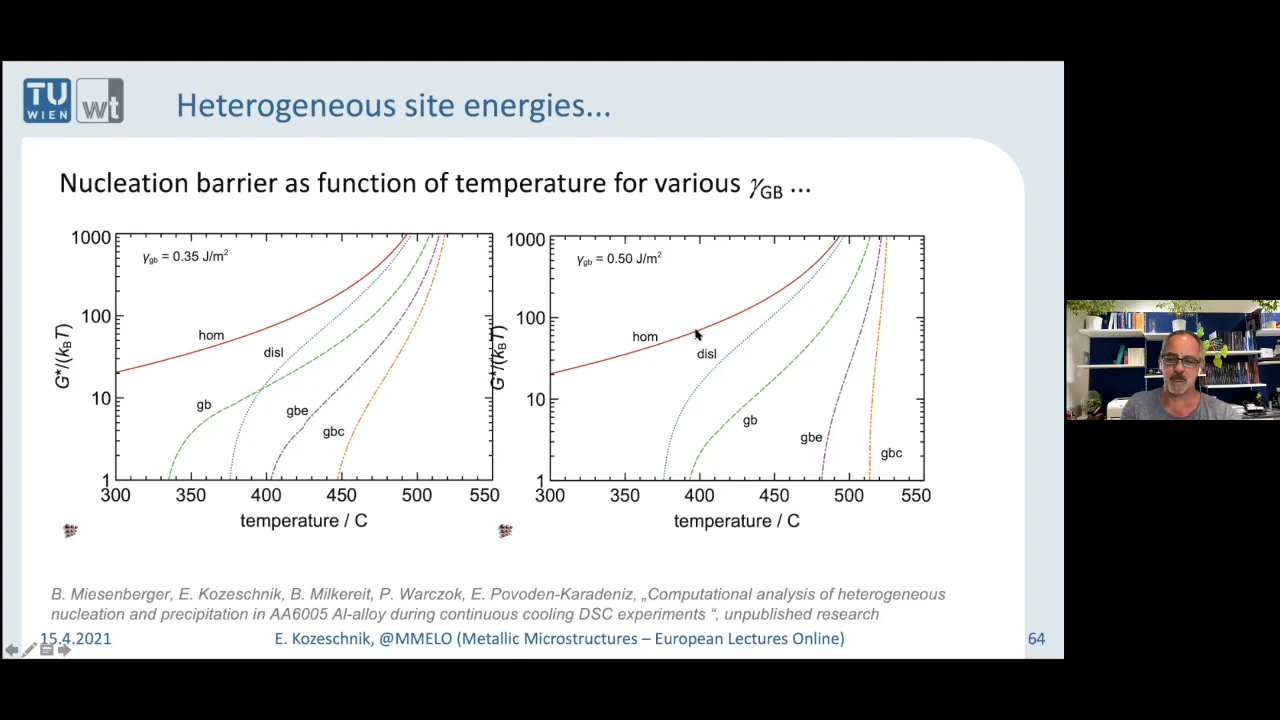 TU
WIEN
wt
Heterogeneous site energies...
Nucleation barrier as function of temperature for various γGB ...
1000
100
10
1
G*/(kBT)
γgb = 0.35 J/m2
hom
disl
gb
gbe
gbc
300 350 400 450 500 550
temperature / C
1000
100
10
1
G*/(kBT)
γgb = 0.50 J/m2
hom
disl
gb
gbe
gbc
300 350 400 450 500 550
temperature / C
B. Miesenberger, E. Kozeschnik, B. Milkereit, P. Warczok, E. Povoden-Karadeniz, „Computational analysis of heterogeneous
nucleation and precipitation in AA6005 Al-alloy during continuous cooling DSC experiments “, unpublished research
15.4.2021 E. Kozeschnik, @MMELO (Metallic Microstructures – European Lectures Online) 64